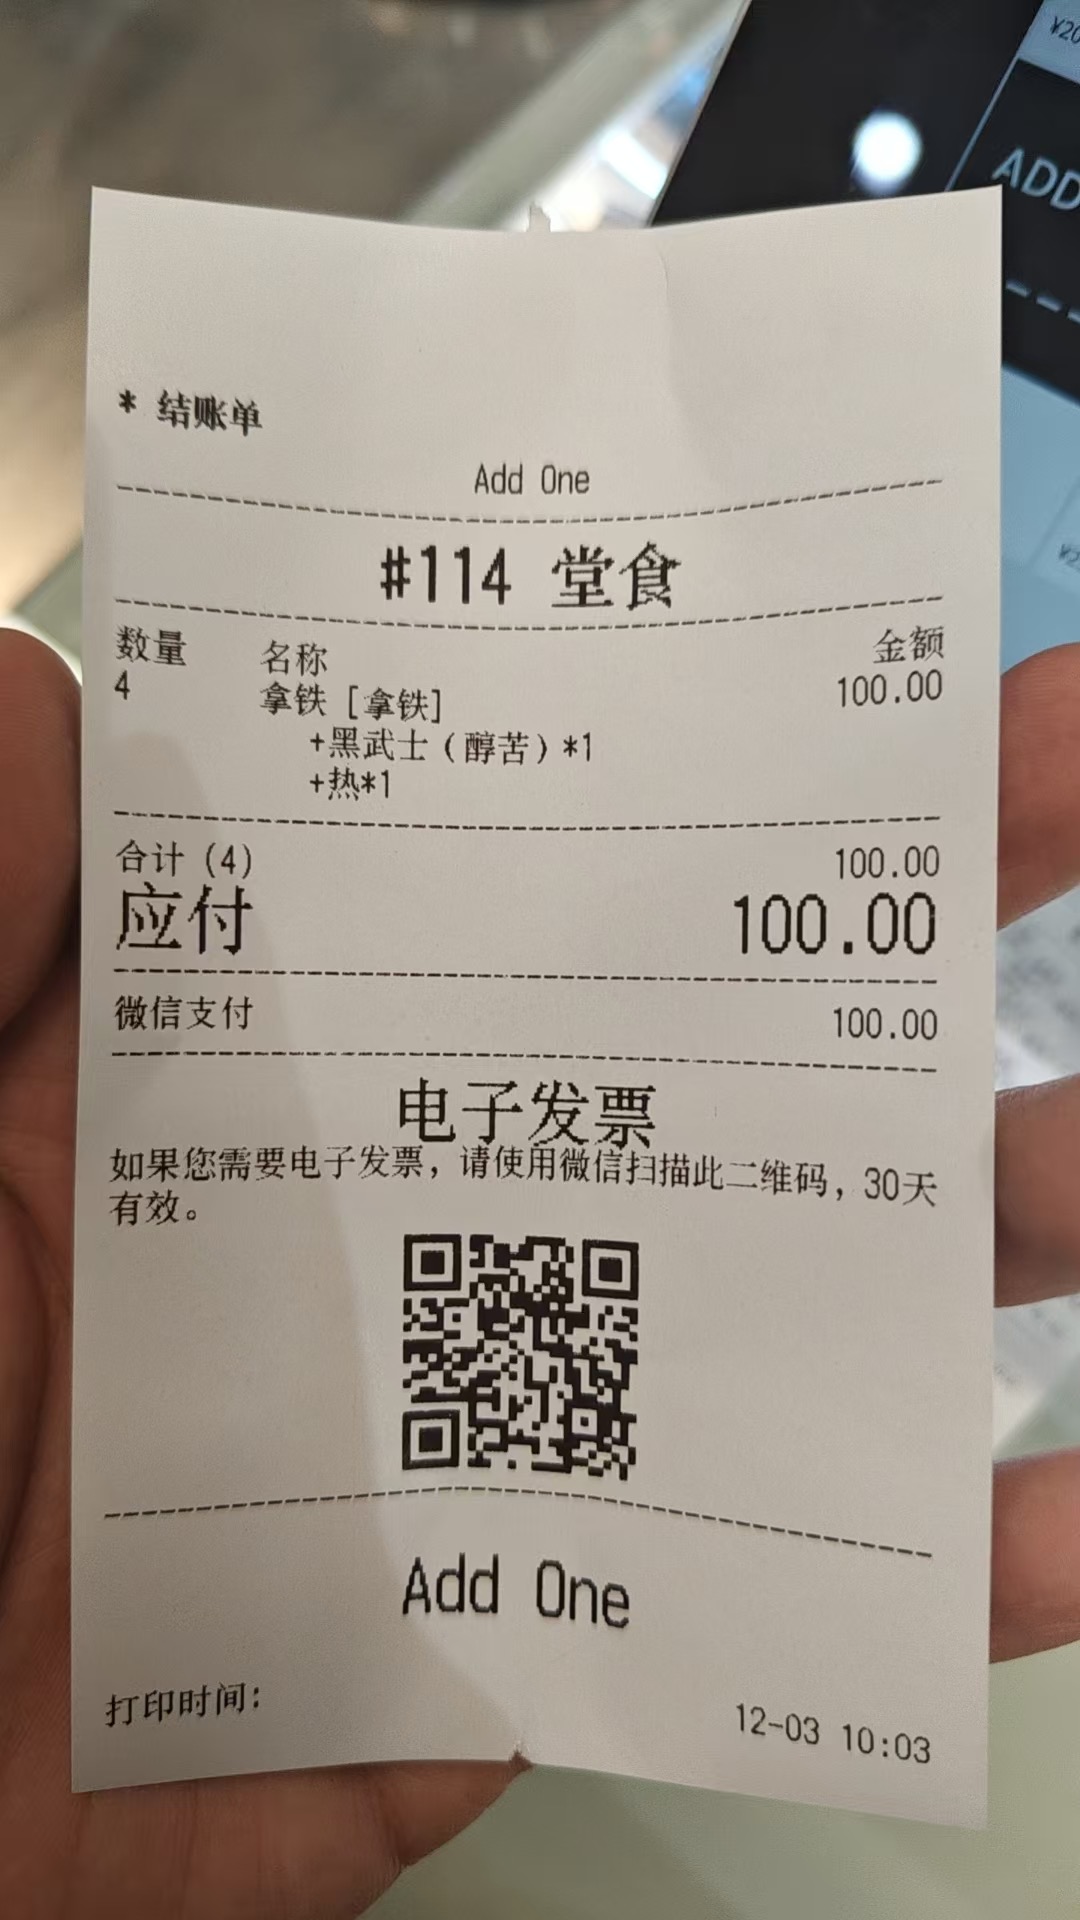 ¥20
ADD
* 结账单
Add One
#114 堂食
数量 名称 金额
4 拿铁 [拿铁] 100.00
+黑武士（醇苦）*1
+热*1
合计 (4) 100.00
应付 100.00
微信支付 100.00
电子发票
如果您需要电子发票，请使用微信扫描此二维码，30天
有效。
Add One
打印时间: 12-03 10:03